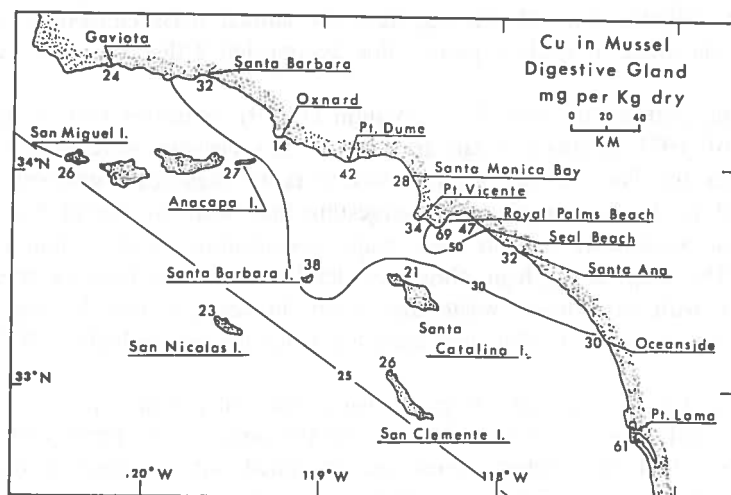 Cu in Mussel
Digestive Gland
mg per Kg dry
0 20 40
KM
Gaviota
24
Santa Barbara
32
Oxnard
14
Pt. Dume
42
San Miguel I.
26
34°N
27
Anacapa I.
28
Santa Monica Bay
Pt. Vicente
34
69
Royal Palms Beach
47
50
Seal Beach
32
Santa Ana
Santa Barbara I.
38
21
30
Santa
Catalina I.
23
San Nicolas I.
30
Oceanside
33°N
25
26
San Clemente I.
Pt. Lama
61
.20°W
119°W
118°W